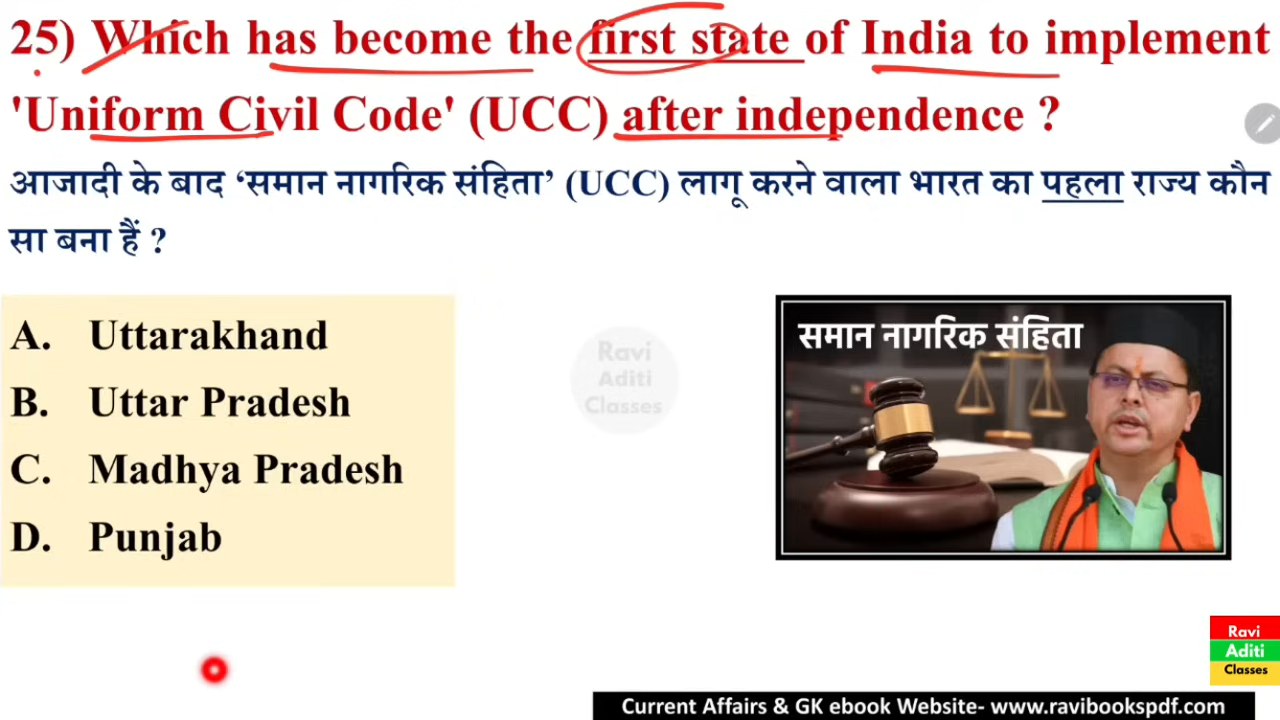 25) Which has become the first state of India to implement
'Uniform Civil Code' (UCC) after independence ?
आजादी के बाद ‘समान नागरिक संहिता’ (UCC) लागू करने वाला भारत का पहला राज्य कौन
सा बना हैं ?
A. Uttarakhand
B. Uttar Pradesh
C. Madhya Pradesh
D. Punjab
समान नागरिक संहिता
Ravi
Aditi
Classes
Ravi
Aditi
Classes
Current Affairs & GK ebook Website- www.ravibookspdf.com